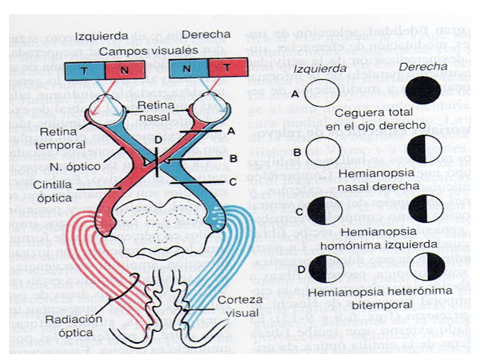 Izquierda Derecha
Campos visuales
T N N T
Retina nasal
Retina temporal
D
A
N. óptico
B
Cintilla óptica
C
Radiación óptica
Corteza visual
Izquierda Derecha
A
Ceguera total
en el ojo derecho
B
Hemianopsia
nasal derecha
C
Hemianopsia
homónima izquierda
D
Hemianopsia heterónima
bitemporal